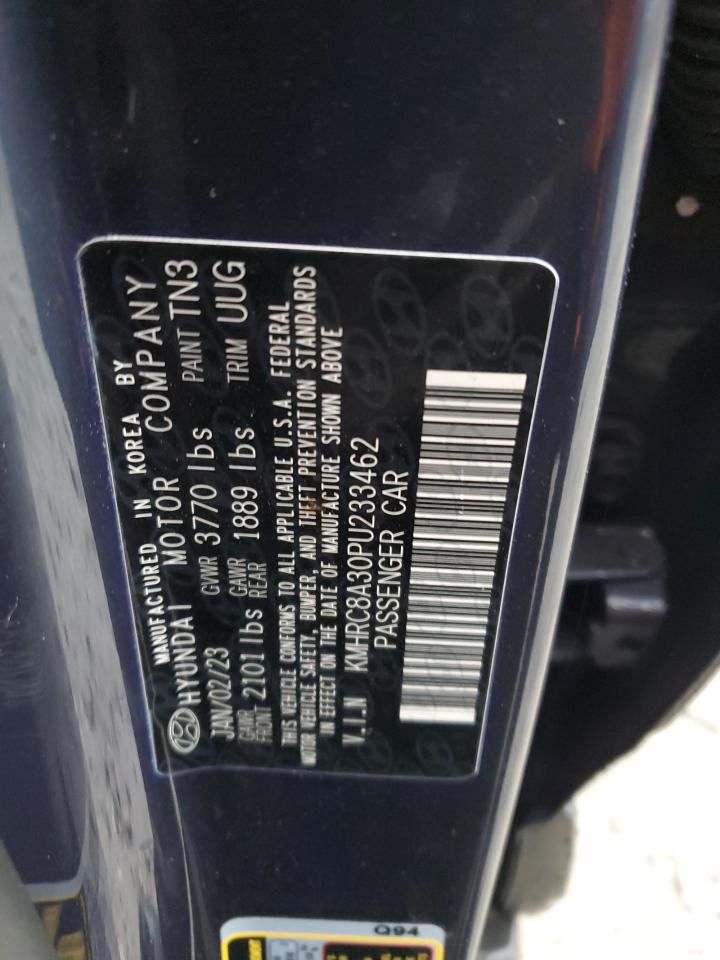 MANUFACTURED IN KOREA BY
HYUNDAI MOTOR COMPANY
JAN/02/23 GVWR 3770 lbs PAINT TN3
GAWR FRONT 2101 lbs GAWR REAR 1889 lbs TRIM UUG
THIS VEHICLE CONFORMS TO ALL APPLICABLE U.S.A. FEDERAL
MOTOR VEHICLE SAFETY, BUMPER, AND THEFT PREVENTION STANDARDS
IN EFFECT ON THE DATE OF MANUFACTURE SHOWN ABOVE
V.I.N KMHRC8A30PU233462
PASSENGER CAR
Q94